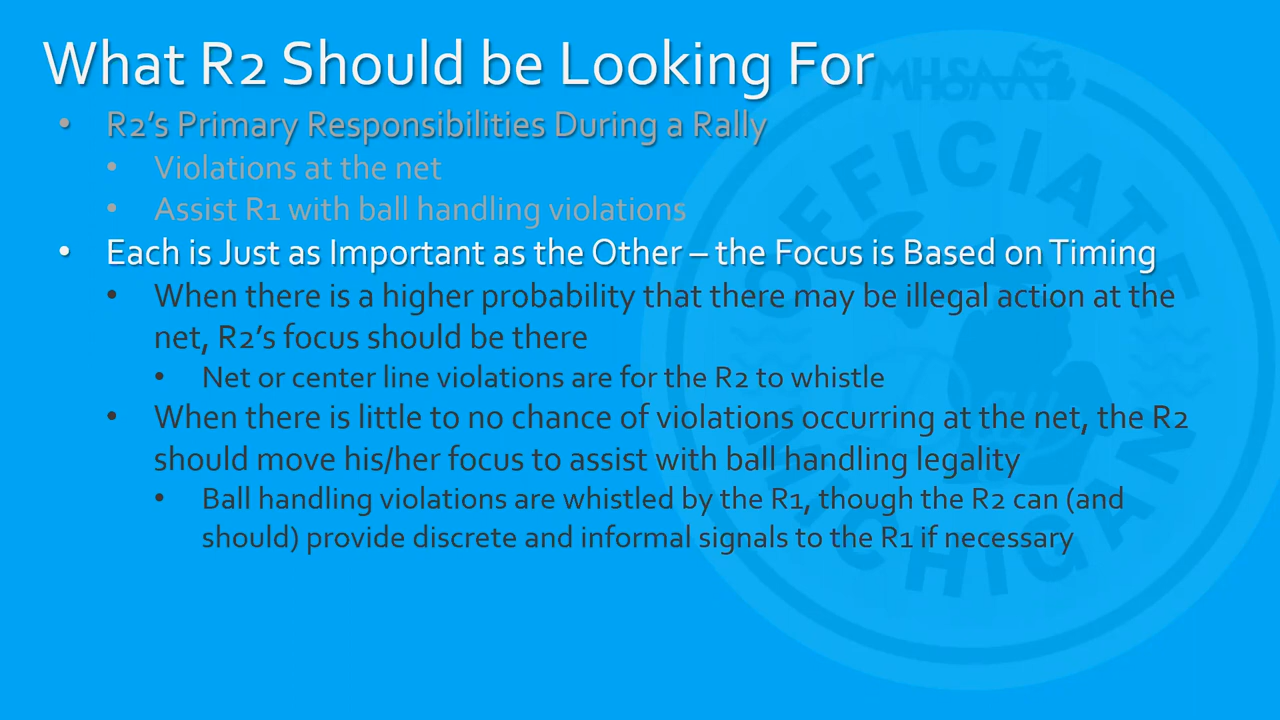 What R2 Should be Looking For
MHSAA
OFFICIATE
MICHIGAN
• R2’s Primary Responsibilities During a Rally
• Violations at the net
• Assist R1 with ball handling violations
• Each is Just as Important as the Other – the Focus is Based on Timing
• When there is a higher probability that there may be illegal action at the
net, R2’s focus should be there
• Net or center line violations are for the R2 to whistle
• When there is little to no chance of violations occurring at the net, the R2
should move his/her focus to assist with ball handling legality
• Ball handling violations are whistled by the R1, though the R2 can (and
should) provide discrete and informal signals to the R1 if necessary